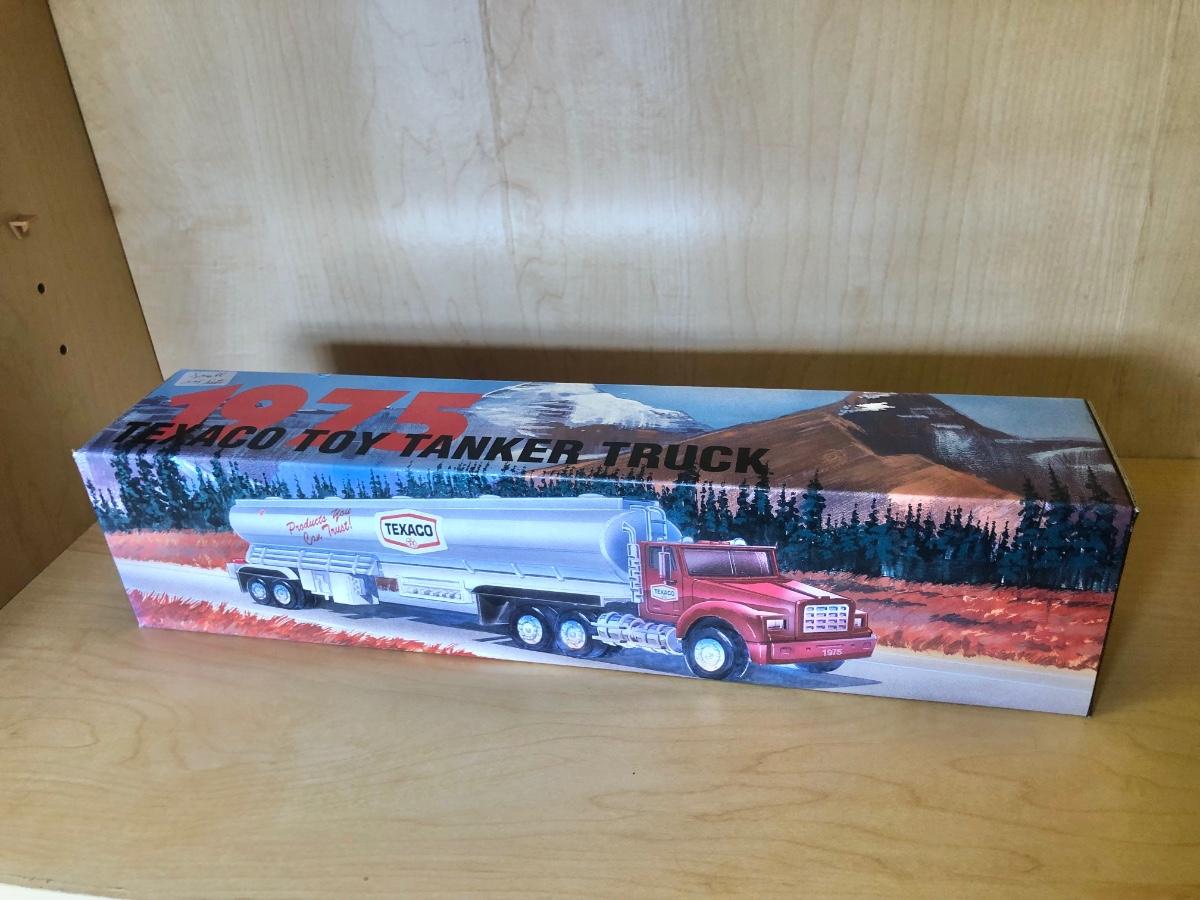 1975
TEXACO TOY TANKER TRUCK
Products You
Can Trust!
TEXACO
TEXACO
1975